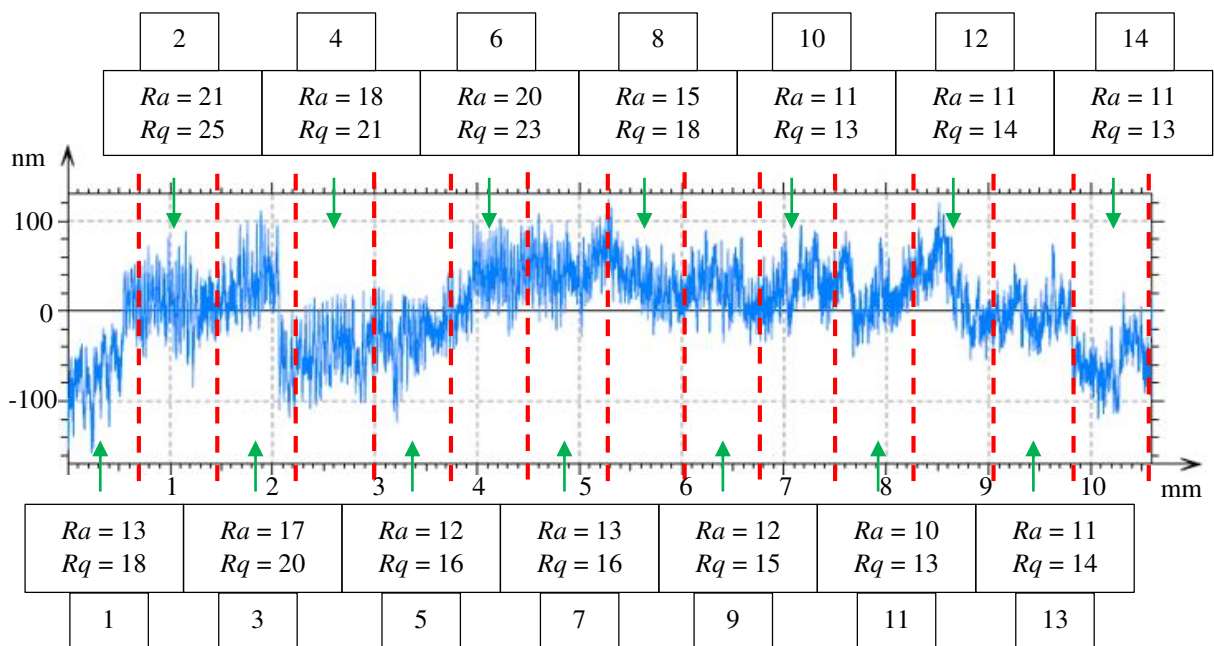 2 4 6 8 10 12 14
Ra = 21 Ra = 18 Ra = 20 Ra = 15 Ra = 11 Ra = 11 Ra = 11
Rq = 25 Rq = 21 Rq = 23 Rq = 18 Rq = 13 Rq = 14 Rq = 13
nm
100
0
-100
1 2 3 4 5 6 7 8 9 10 mm
Ra = 13 Ra = 17 Ra = 12 Ra = 13 Ra = 12 Ra = 10 Ra = 11
Rq = 18 Rq = 20 Rq = 16 Rq = 16 Rq = 15 Rq = 13 Rq = 14
1 3 5 7 9 11 13